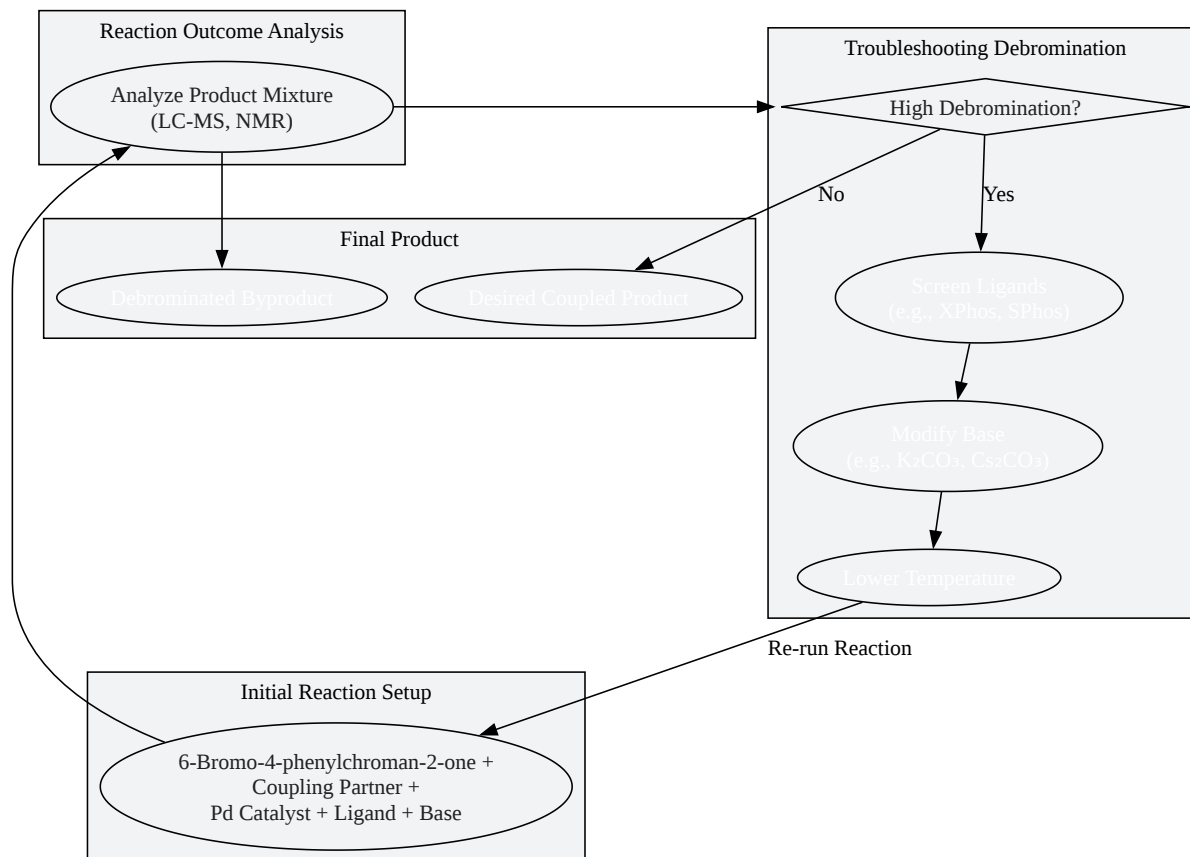 Reaction Outcome Analysis
Analyze Product Mixture
(LC-MS, NMR)
Troubleshooting Debromination
High Debromination?
No
Yes
Final Product
Debrominated Byproduct
Desired Coupled Product
Screen Ligands
(e.g., XPhos, SPhos)
Modify Base
(e.g., K₂CO₃, Cs₂CO₃)
Lower Temperature
Re-run Reaction
Initial Reaction Setup
6-Bromo-4-phenylchroman-2-one +
Coupling Partner +
Pd Catalyst + Ligand + Base